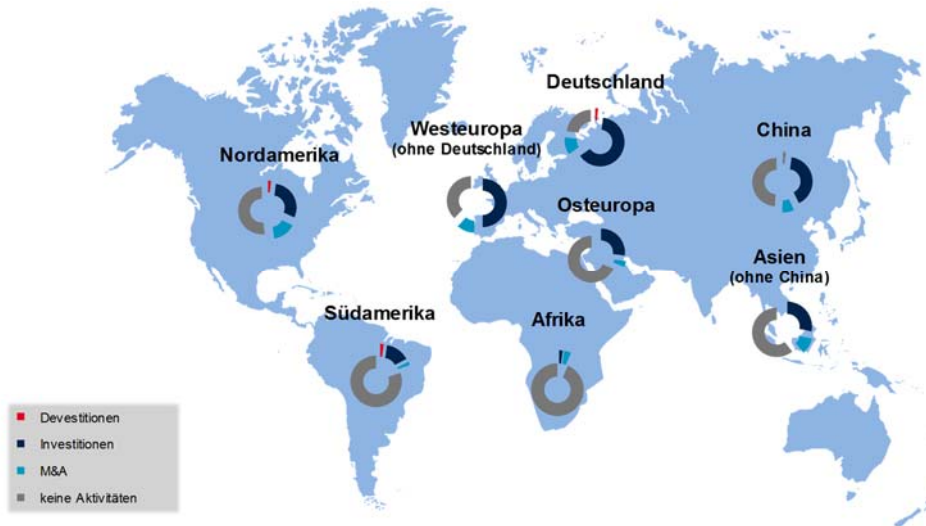 Deutschland
Westeuropa
(ohne Deutschland)
China
Nordamerika
Osteuropa
Asien
(ohne China)
Südamerika
Afrika
Devestitionen
Investitionen
M&A
keine Aktivitäten